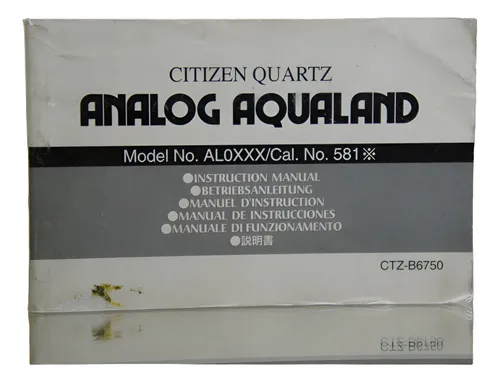 CITIZEN QUARTZ
ANALOG AQUALAND
Model No. AL0XXX/Cal. No. 581※
●INSTRUCTION MANUAL
●BETRIEBSANLEITUNG
●MANUEL D'INSTRUCTION
●MANUAL DE INSTRUCCIONES
●MANUALE DI FUNZIONAMENTO
●説明書
CTZ-B6750